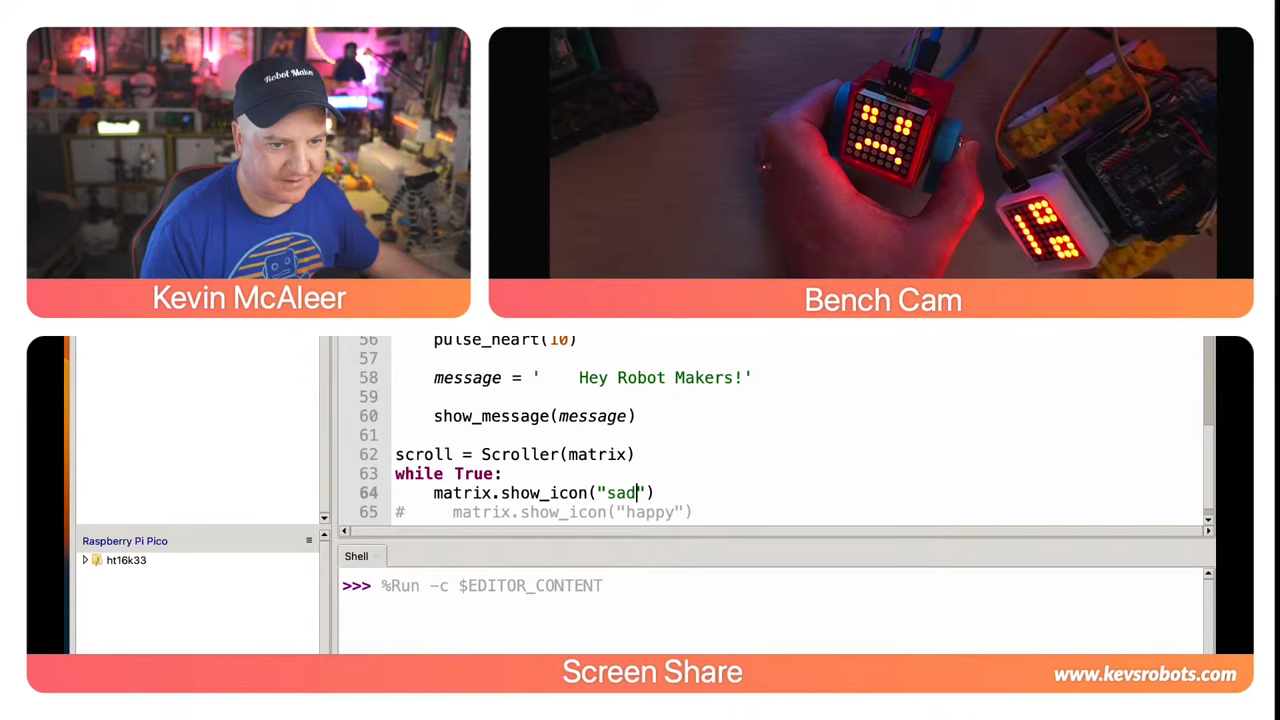 Robot Make
Kevin McAleer
Bench Cam
56 pulse_heart(10)
57
58 message = '    Hey Robot Makers!'
59
60 show_message(message)
61
62 scroll = Scroller(matrix)
63 while True:
64 matrix.show_icon("sad")
65 #     matrix.show_icon("happy")
Raspberry Pi Pico
ht16k33
Shell
>>> %Run -c $EDITOR_CONTENT
Screen Share
www.kevsrobots.com